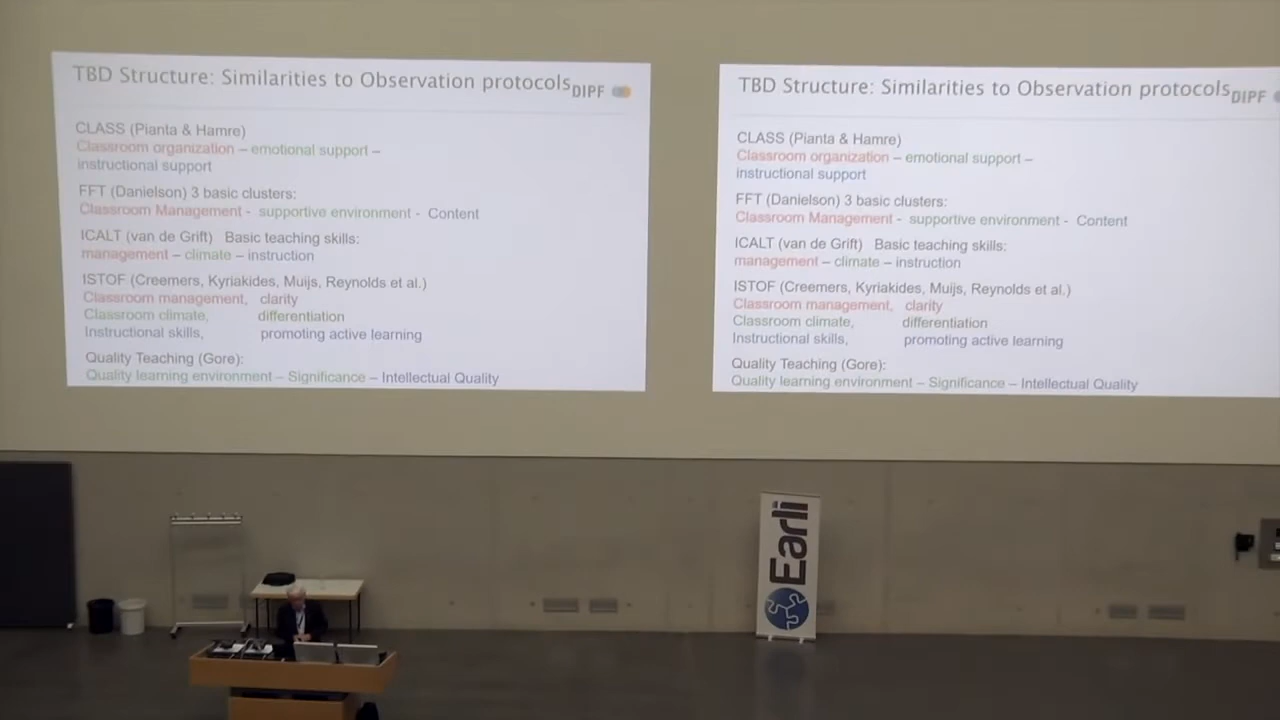 TBD Structure: Similarities to Observation protocols
DIPF
CLASS (Pianta & Hamre)
Classroom organization – emotional support –
instructional support
FFT (Danielson) 3 basic clusters:
Classroom Management - supportive environment - Content
ICALT (van de Grift) Basic teaching skills:
management – climate – instruction
ISTOF (Creemers, Kyriakides, Muijs, Reynolds et al.)
Classroom management, clarity
Classroom climate, differentiation
Instructional skills, promoting active learning
Quality Teaching (Gore):
Quality learning environment – Significance – Intellectual Quality
TBD Structure: Similarities to Observation protocols
DIPF
CLASS (Pianta & Hamre)
Classroom organization – emotional support –
instructional support
FFT (Danielson) 3 basic clusters:
Classroom Management - supportive environment - Content
ICALT (van de Grift) Basic teaching skills:
management – climate – instruction
ISTOF (Creemers, Kyriakides, Muijs, Reynolds et al.)
Classroom management, clarity
Classroom climate, differentiation
Instructional skills, promoting active learning
Quality Teaching (Gore):
Quality learning environment – Significance – Intellectual Quality
Earli